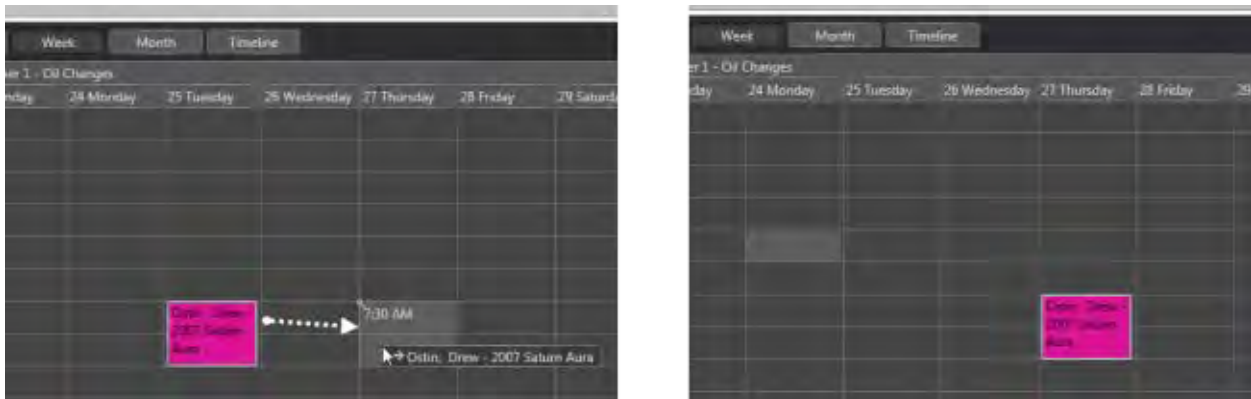 Week Month Timeline
er 1 - Oil Changes
nday 24 Monday 25 Tuesday 26 Wednesday 27 Thursday 28 Friday 29 Saturd
Ostin, Drew -
2007 Saturn
Aura
7:30 AM
Ostin, Drew - 2007 Saturn Aura
Week Month Timeline
er 1 - Oil Changes
day 24 Monday 25 Tuesday 26 Wednesday 27 Thursday 28 Friday 29
Ostin, Drew -
2007 Saturn
Aura